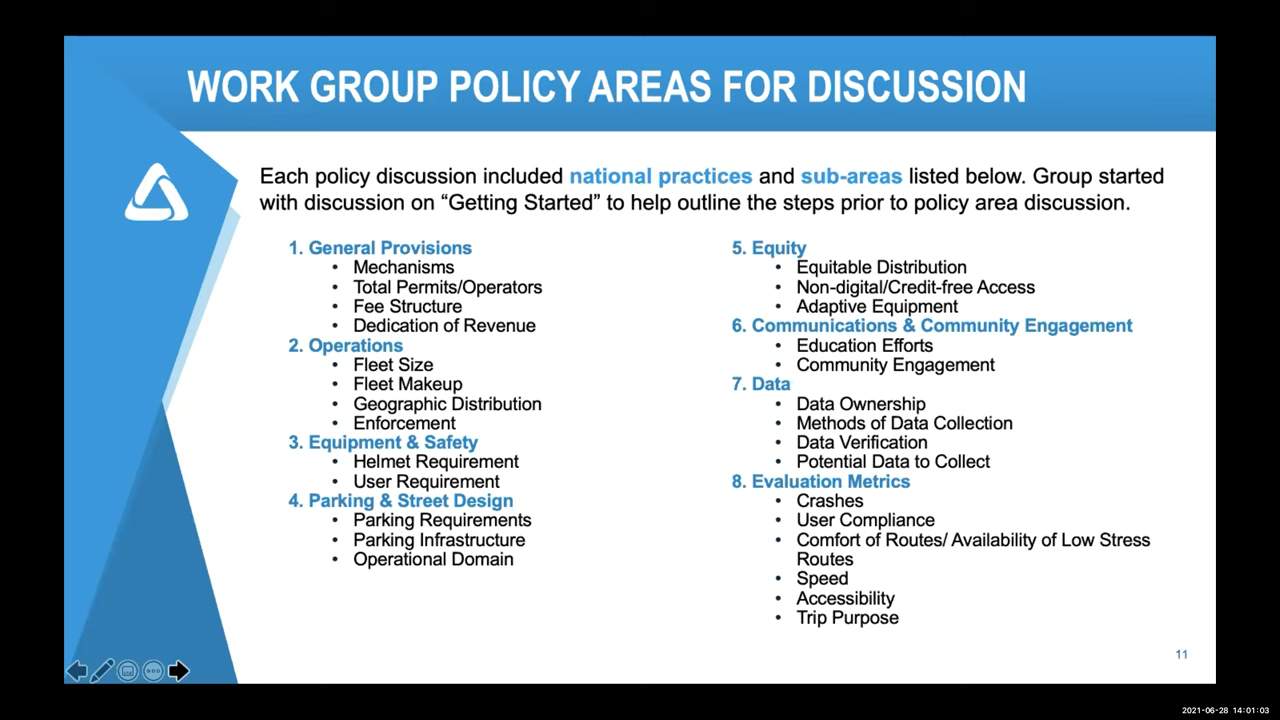 WORK GROUP POLICY AREAS FOR DISCUSSION
Each policy discussion included national practices and sub-areas listed below. Group started
with discussion on “Getting Started” to help outline the steps prior to policy area discussion.
1. General Provisions
• Mechanisms
• Total Permits/Operators
• Fee Structure
• Dedication of Revenue
2. Operations
• Fleet Size
• Fleet Makeup
• Geographic Distribution
• Enforcement
3. Equipment & Safety
• Helmet Requirement
• User Requirement
4. Parking & Street Design
• Parking Requirements
• Parking Infrastructure
• Operational Domain
5. Equity
• Equitable Distribution
• Non-digital/Credit-free Access
• Adaptive Equipment
6. Communications & Community Engagement
• Education Efforts
• Community Engagement
7. Data
• Data Ownership
• Methods of Data Collection
• Data Verification
• Potential Data to Collect
8. Evaluation Metrics
• Crashes
• User Compliance
• Comfort of Routes/ Availability of Low Stress
Routes
• Speed
• Accessibility
• Trip Purpose
11
2021-06-28 14:01:03